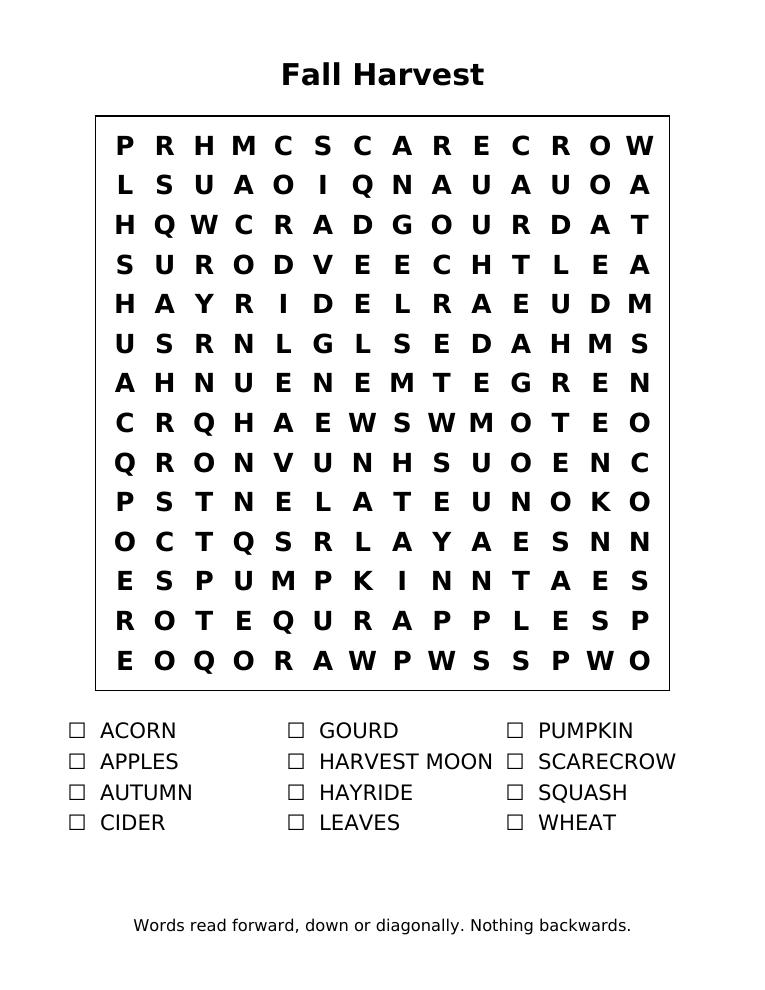 Fall Harvest
P R H M C S C A R E C R O W
L S U A O I Q N A U A U O A
H Q W C R A D G O U R D A T
S U R O D V E E C H T L E A
H A Y R I D E L R A E U D M
U S R N L G L S E D A H M S
A H N U E N E M T E G R E N
C R Q H A E W S W M O T E O
Q R O N V U N H S U O E N C
P S T N E L A T E U N O K O
O C T Q S R L A Y A E S N N
E S P U M P K I N N T A E S
R O T E Q U R A P P L E S P
E O Q O R A W P W S S P W O
☐ ACORN ☐ GOURD ☐ PUMPKIN
☐ APPLES ☐ HARVEST MOON ☐ SCARECROW
☐ AUTUMN ☐ HAYRIDE ☐ SQUASH
☐ CIDER ☐ LEAVES ☐ WHEAT
Words read forward, down or diagonally. Nothing backwards.